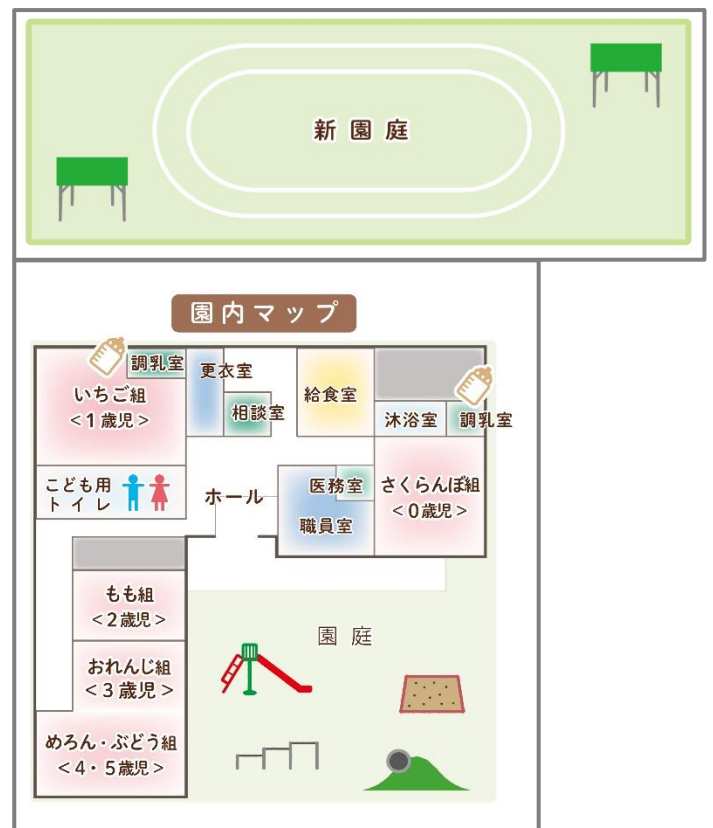 新園庭
園内マップ
調乳室
いちご組
<1歳児>
更衣室
相談室
給食室
沐浴室
調乳室
こども用
トイレ
ホール
医務室
職員室
さくらんぼ組
<0歳児>
もも組
<2歳児>
園庭
おれんじ組
<3歳児>
めろん・ぶどう組
<4・5歳児>